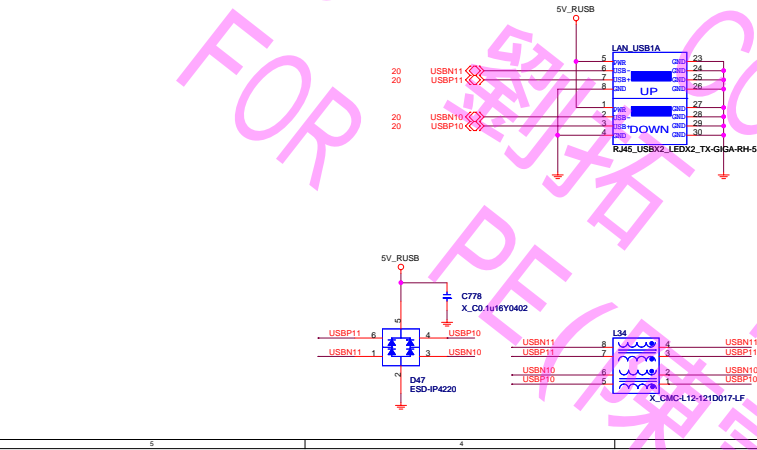 5V_RUSB
LAN_USB1A
20 USBN11 6 USB- GND 24
20 USBP11 7 USB+ GND 25
5 PWR GND 23
8 GND GND 26
UP
1 PWR GND 27
20 USBN10 2 USB- GND 28
20 USBP10 3 USB+ GND 29
4 GND GND 30
DOWN
RJ45_USBX2_LEDX2_TX-GIGA-RH-5
FOR
劉拓
CO
PE(陳
5V_RUSB
C778
X_C0.1u16Y0402
5
USBP11 6 4 USBP10
USBN11 1 3 USBN10
2
D47
ESD-IP4220
L34
USBN11 8 4 USBN11
USBP11 7 3 USBP11
USBN10 6 2 USBN10
USBP10 5 1 USBP10
X_CMC-L12-121D017-LF
5 4